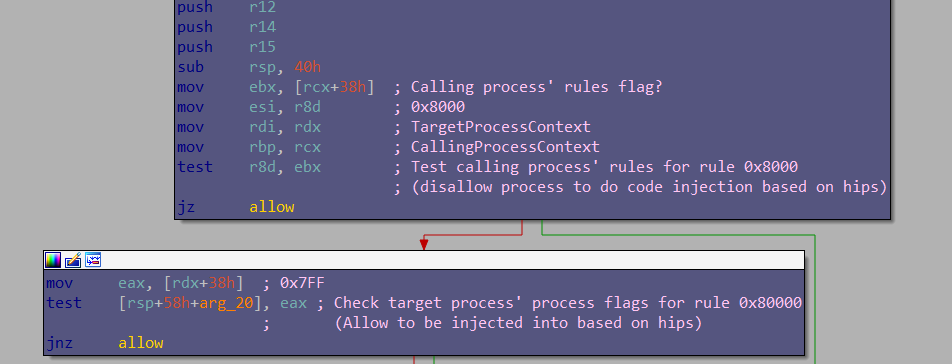 push r12
push r14
push r15
sub rsp, 40h
mov ebx, [rcx+38h] ; Calling process' rules flag?
mov esi, r8d ; 0x8000
mov rdi, rdx ; TargetProcessContext
mov rbp, rcx ; CallingProcessContext
test r8d, ebx ; Test calling process' rules for rule 0x8000
; (disallow process to do code injection based on hips)
jz allow
mov eax, [rdx+38h] ; 0x7FF
test [rsp+58h+arg_20], eax ; Check target process' process flags for rule 0x80000
; (Allow to be injected into based on hips)
jnz allow